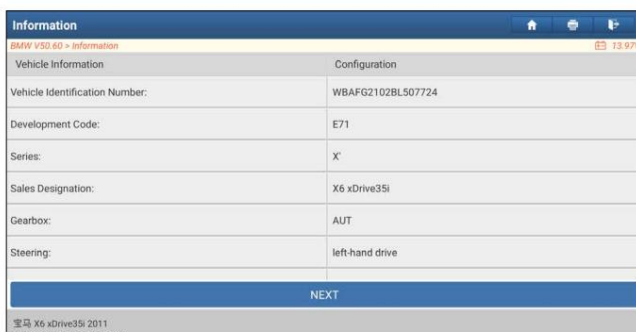 Information
BMW V50.60 > Information 13.97
Vehicle Information Configuration
Vehicle Identification Number: WBAFG2102BL507724
Development Code: E71
Series: X'
Sales Designation: X6 xDrive35i
Gearbox: AUT
Steering: left-hand drive
NEXT
宝马 X6 xDrive35i 2011